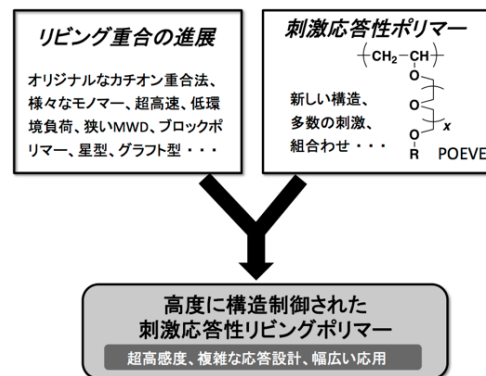 リビング重合の進展
オリジナルなカチオン重合法、
様々なモノマー、超高速、低環
境負荷、狭いMWD、ブロックポ
リマー、星型、グラフト型・・・
刺激応答性ポリマー
新しい構造、
多数の刺激、
組合わせ・・・
(CH2-CH)
O
O
x
O
R
POEVE
高度に構造制御された
刺激応答性リビングポリマー
超高感度、複雑な応答設計、幅広い応用